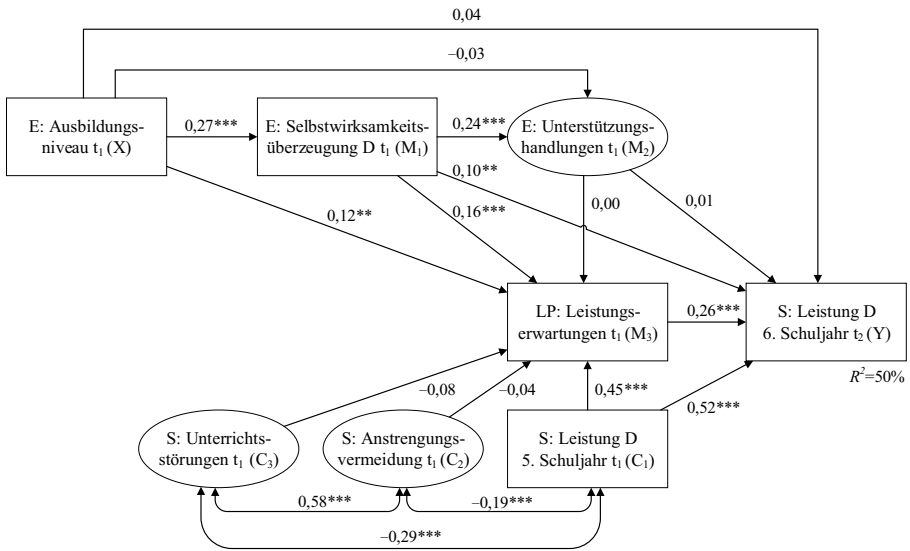 0,04
–0,03
E: Ausbildungs-
niveau t₁ (X)
0,27***
E: Selbstwirksamkeits-
überzeugung D t₁ (M₁)
0,24***
E: Unterstützungs-
handlungen t₁ (M₂)
0,10**
0,12**
0,16***
0,00
0,01
LP: Leistungs-
erwartungen t₁ (M₃)
0,26***
S: Leistung D
6. Schuljahr t₂ (Y)
R²=50%
–0,08
–0,04
0,45***
0,52***
S: Unterrichts-
störungen t₁ (C₃)
S: Anstrengungs-
vermeidung t₁ (C₂)
S: Leistung D
5. Schuljahr t₁ (C₁)
0,58***
–0,19***
–0,29***